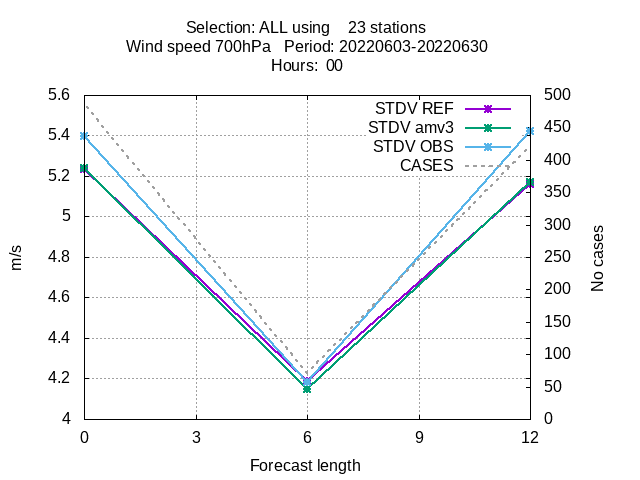 Selection: ALL using 23 stations
Wind speed 700hPa Period: 20220603-20220630
Hours: 00
STDV REF
STDV amv3
STDV OBS
CASES
5.6
5.4
5.2
5
4.8
4.6
4.4
4.2
4
500
450
400
350
300
250
200
150
100
50
0
m/s
No cases
0 3 6 9 12
Forecast length